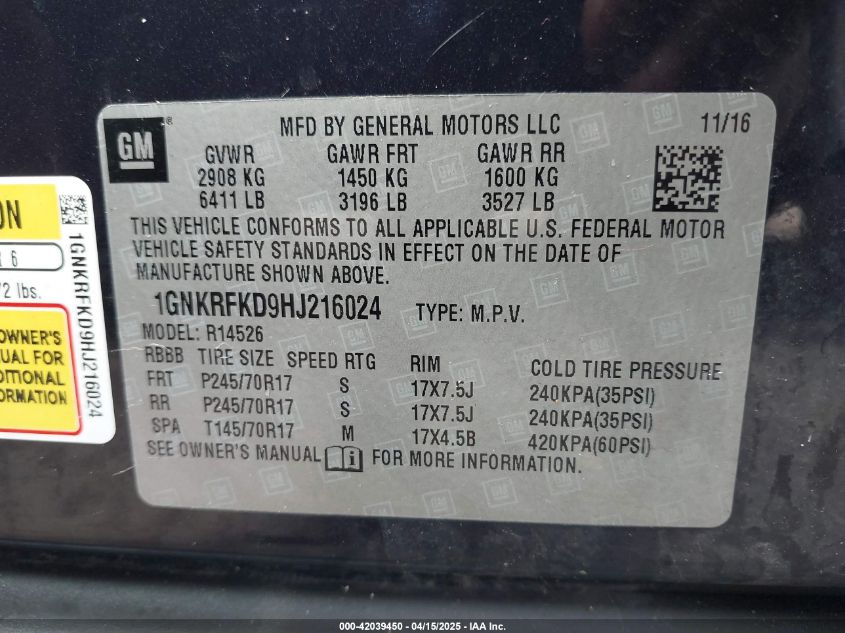 GM
®
MFD BY GENERAL MOTORS LLC
11/16
GVWR GAWR FRT GAWR RR
2908 KG 1450 KG 1600 KG
6411 LB 3196 LB 3527 LB
THIS VEHICLE CONFORMS TO ALL APPLICABLE U.S. FEDERAL MOTOR
VEHICLE SAFETY STANDARDS IN EFFECT ON THE DATE OF
MANUFACTURE SHOWN ABOVE.
1GNKRFKD9HJ216024 TYPE: M.P.V.
MODEL: R14526
RBBB TIRE SIZE SPEED RTG RIM COLD TIRE PRESSURE
FRT P245/70R17 S 17X7.5J 240KPA(35PSI)
RR P245/70R17 S 17X7.5J 240KPA(35PSI)
SPA T145/70R17 M 17X4.5B 420KPA(60PSI)
SEE OWNER'S MANUAL i FOR MORE INFORMATION.
ON
6
lbs.
OWNER'S
FOR
INFORMATION
1GNKRFKD9HJ216024
000-42039450 - 04/15/2025 - IAA Inc.